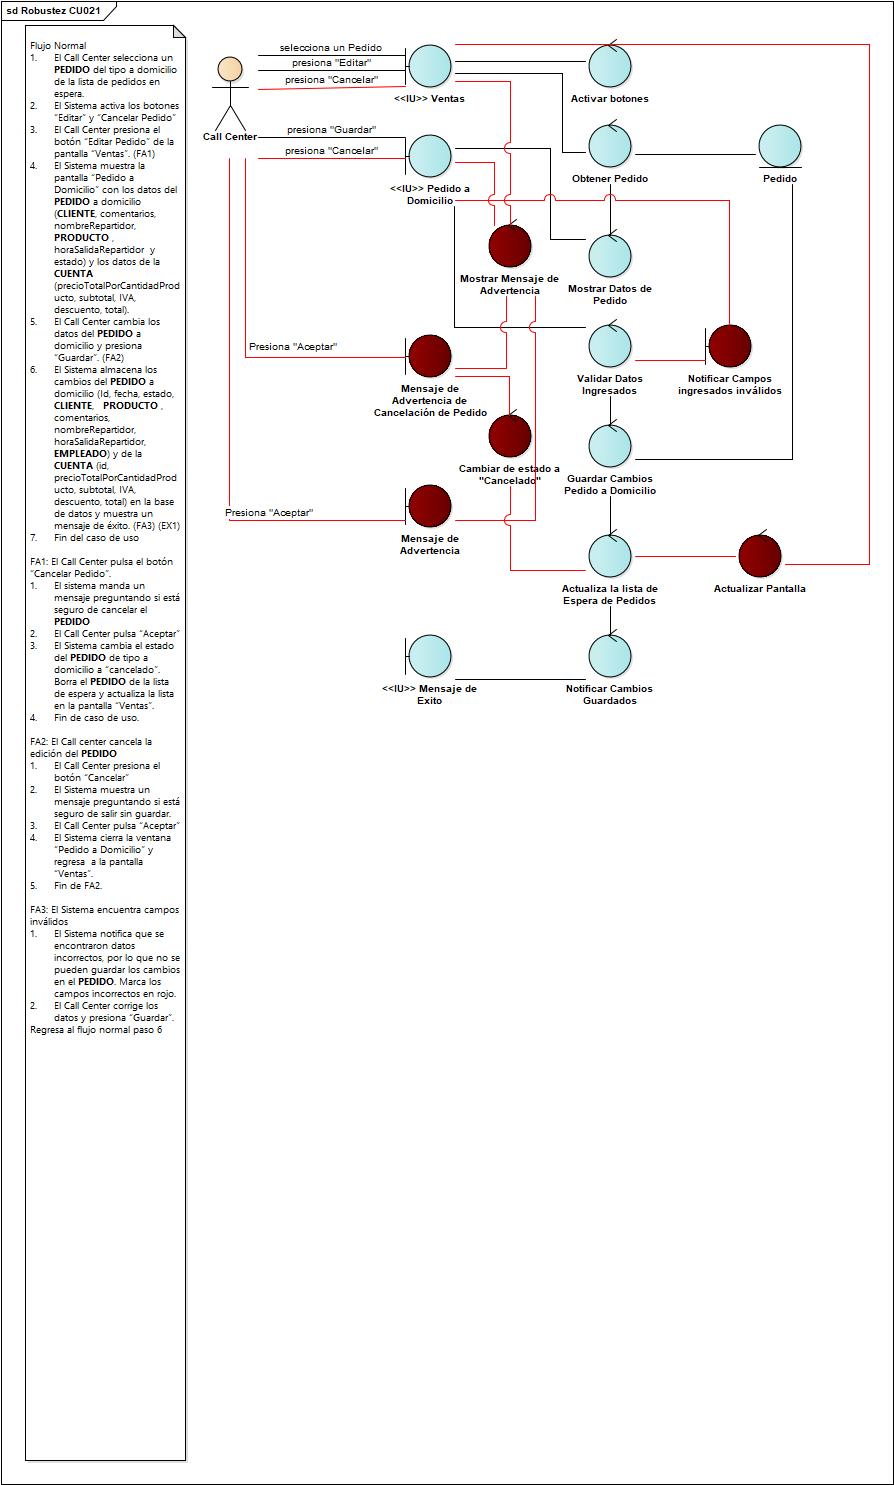 sd Robustez CU021
Flujo Normal
1. El Call Center selecciona un
PEDIDO del tipo a domicilio
de la lista de pedidos en
espera.
2. El Sistema activa los botones
“Editar” y “Cancelar Pedido”
3. El Call Center presiona el
botón “Editar Pedido” de la
pantalla “Ventas”. (FA1)
4. El Sistema muestra la
pantalla “Pedido a
Domicilio” con los datos del
PEDIDO a domicilio
(CLIENTE, comentarios,
nombreRepartidor,
PRODUCTO ,
horaSalidaRepartidor y
estado) y los datos de la
CUENTA
(precioTotalPorCantidadProd
ucto, subtotal, IVA,
descuento, total).
5. El Call Center cambia los
datos del PEDIDO a
domicilio y presiona
“Guardar”. (FA2)
6. El Sistema almacena los
cambios del PEDIDO a
domicilio (Id, fecha, estado,
CLIENTE, PRODUCTO ,
comentarios,
nombreRepartidor,
horaSalidaRepartidor,
EMPLEADO) y de la
CUENTA (id,
precioTotalPorCantidadProd
ucto, subtotal, IVA,
descuento, total) en la base
de datos y muestra un
mensaje de éxito. (FA3) (EX1)
7. Fin del caso de uso
FA1: El Call Center pulsa el botón
“Cancelar Pedido”.
1. El sistema manda un
mensaje preguntando si está
seguro de cancelar el
PEDIDO
2. El Call Center pulsa “Aceptar”
3. El Sistema cambia el estado
del PEDIDO de tipo a
domicilio a “cancelado”.
Borra el PEDIDO de la lista
de espera y actualiza la lista
en la pantalla “Ventas”.
4. Fin de caso de uso.
FA2: El Call center cancela la
edición del PEDIDO
1. El Call Center presiona el
botón “Cancelar”
2. El Sistema muestra un
mensaje preguntando si está
seguro de salir sin guardar.
3. El Call Center pulsa “Aceptar”
4. El Sistema cierra la ventana
“Pedido a Domicilio” y
regresa a la pantalla
“Ventas”.
5. Fin de FA2.
FA3: El Sistema encuentra campos
inválidos
1. El Sistema notifica que se
encontraron datos
incorrectos, por lo que no se
pueden guardar los cambios
en el PEDIDO. Marca los
campos incorrectos en rojo.
2. El Call Center corrige los
datos y presiona “Guardar”.
Regresa al flujo normal paso 6
selecciona un Pedido
presiona "Editar"
presiona "Cancelar"
<<IU>> Ventas
Activar botones
Call Center
presiona "Guardar"
presiona "Cancelar"
<<IU>> Pedido a
Domicilio
Obtener Pedido
Pedido
Mostrar Mensaje de
Advertencia
Mostrar Datos de
Pedido
Presiona "Aceptar"
Mensaje de
Advertencia de
Cancelación de Pedido
Validar Datos
Ingresados
Notificar Campos
ingresados inválidos
Cambiar de estado a
"Cancelado"
Guardar Cambios
Pedido a Domicilio
Presiona "Aceptar"
Mensaje de
Advertencia
Actualiza la lista de
Espera de Pedidos
Actualizar Pantalla
<<IU>> Mensaje de
Exito
Notificar Cambios
Guardados